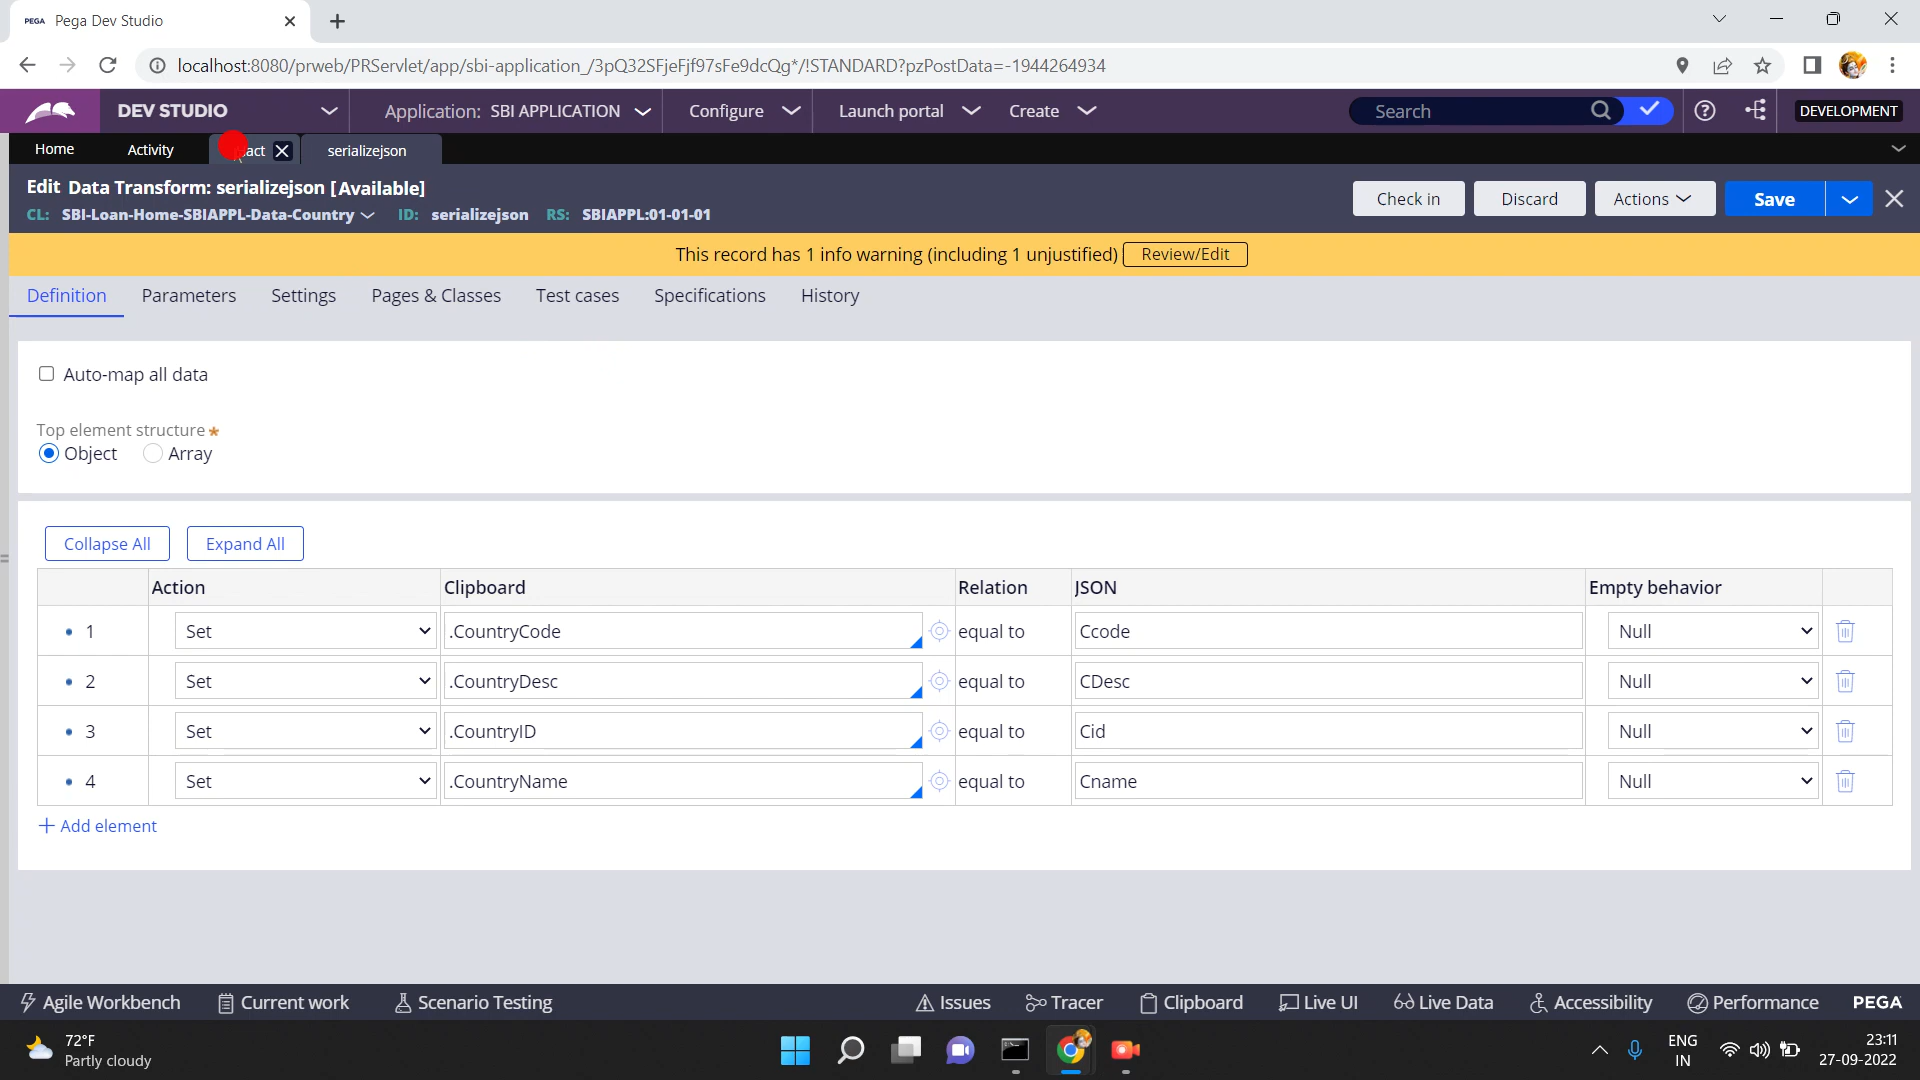 PEGA Pega Dev Studio
localhost:8080/prweb/PRServlet/app/sbi-application_/3pQ32SFjeFjf97sFe9dcQg*/!STANDARD?pzPostData=-1944264934
DEV STUDIO Application: SBI APPLICATION Configure Launch portal Create Search DEVELOPMENT
Home Activity serializejson
Edit Data Transform: serializejson [Available]
CL: SBI-Loan-Home-SBIAPPL-Data-Country ID: serializejson RS: SBIAPPL:01-01-01
Check in Discard Actions Save
This record has 1 info warning (including 1 unjustified) Review/Edit
Definition Parameters Settings Pages & Classes Test cases Specifications History
Auto-map all data
Top element structure *
Object Array
Collapse All Expand All
Action Clipboard Relation JSON Empty behavior
1 Set .CountryCode equal to Ccode Null
2 Set .CountryDesc equal to CDesc Null
3 Set .CountryID equal to Cid Null
4 Set .CountryName equal to Cname Null
+ Add element
Agile Workbench Current work Scenario Testing Issues Tracer Clipboard Live UI Live Data Accessibility Performance PEGA
72°F
Partly cloudy
ENG
IN
23:11
27-09-2022